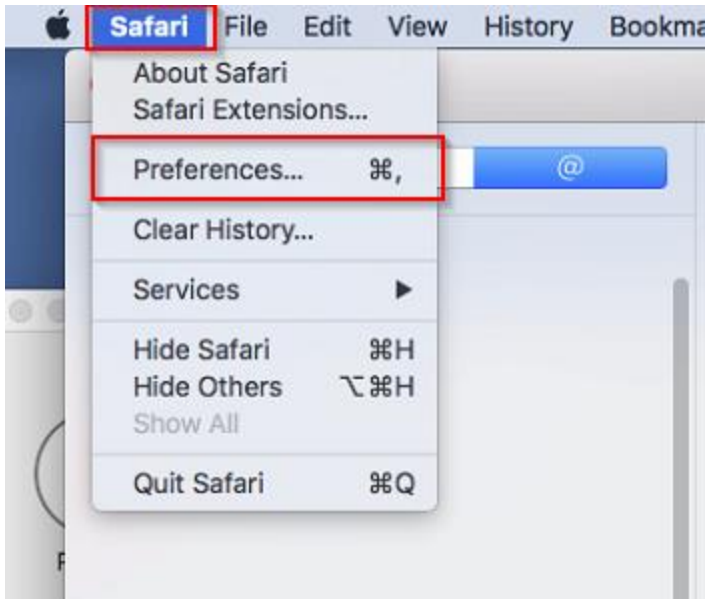 Safari File Edit View History Bookma
About Safari
Safari Extensions...
Preferences... ⌘,
@
Clear History...
Services ▶
Hide Safari ⌘H
Hide Others ⌥⌘H
Show All
Quit Safari ⌘Q